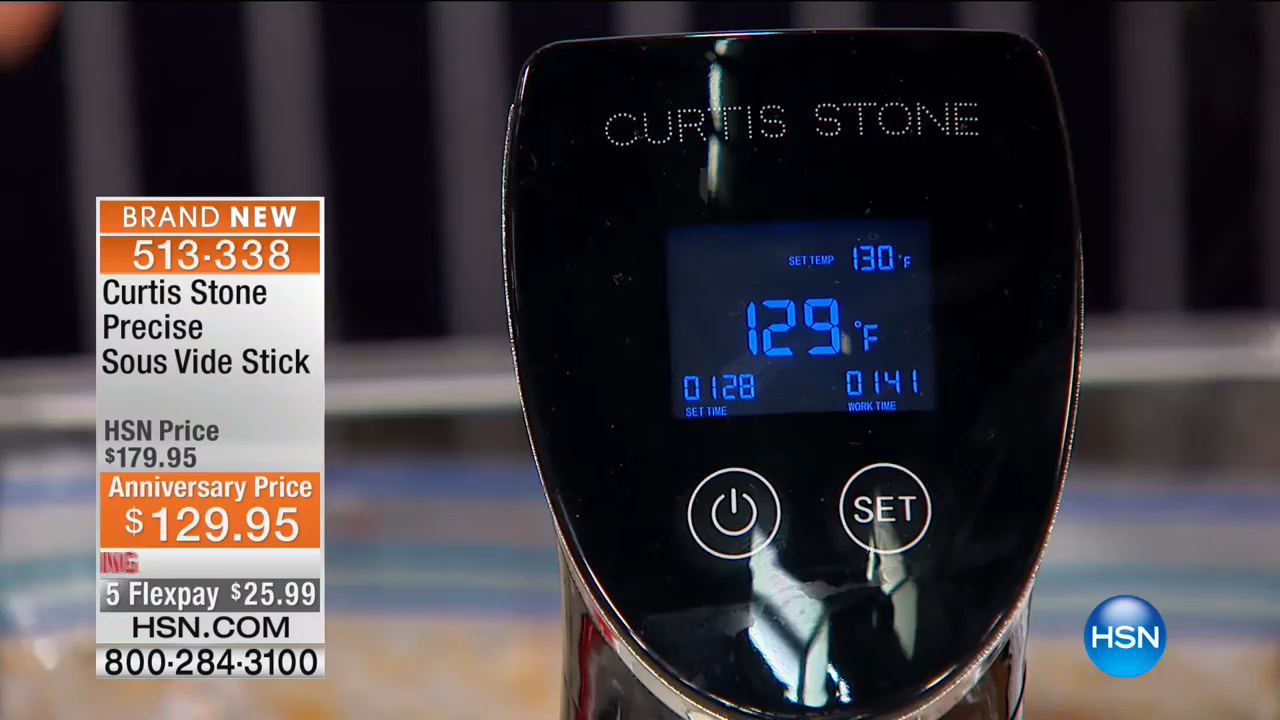 BRAND NEW
513·338
Curtis Stone
Precise
Sous Vide Stick
HSN Price
$179.95
Anniversary Price
$129.95
5 Flexpay $25.99
HSN.COM
800·284·3100
CURTIS STONE
SET TEMP 130°F
129°F
0128 0141
SET TIME WORK TIME
SET
HSN